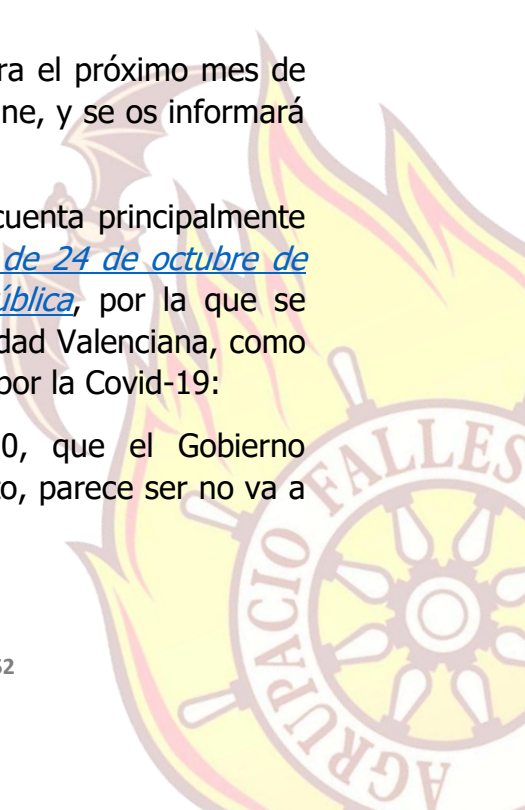 ra el próximo mes de
ne, y se os informará
cuenta principalmente
de 24 de octubre de
ública, por la que se
dad Valenciana, como
por la Covid-19:
0, que el Gobierno
to, parece ser no va a
AGRUPACIO FALLES
52